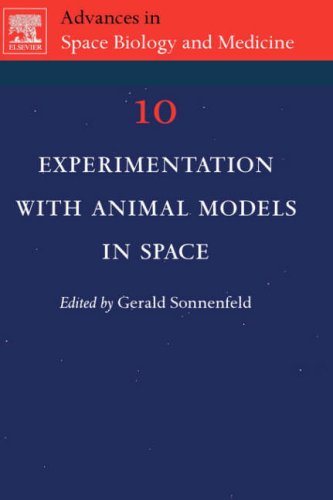 ELSEVIER
Advances in
Space Biology and Medicine
10
EXPERIMENTATION
WITH ANIMAL MODELS
IN SPACE
Edited by Gerald Sonnenfeld